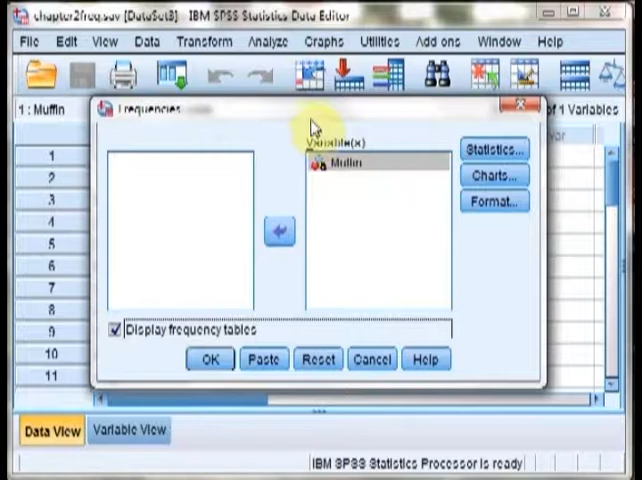 chapter2freq.sav [DataSet3] - IBM SPSS Statistics Data Editor
File Edit View Data Transform Analyze Graphs Utilities Add ons Window Help
1 : Muffin
of 1 Variables
Frequencies
var
Variable(s)
Muffin
Statistics...
Charts...
Format...
1
2
3
4
5
6
7
8
9
10
11
Display frequency tables
OK Paste Reset Cancel Help
Data View Variable View
IBM SPSS Statistics Processor is ready